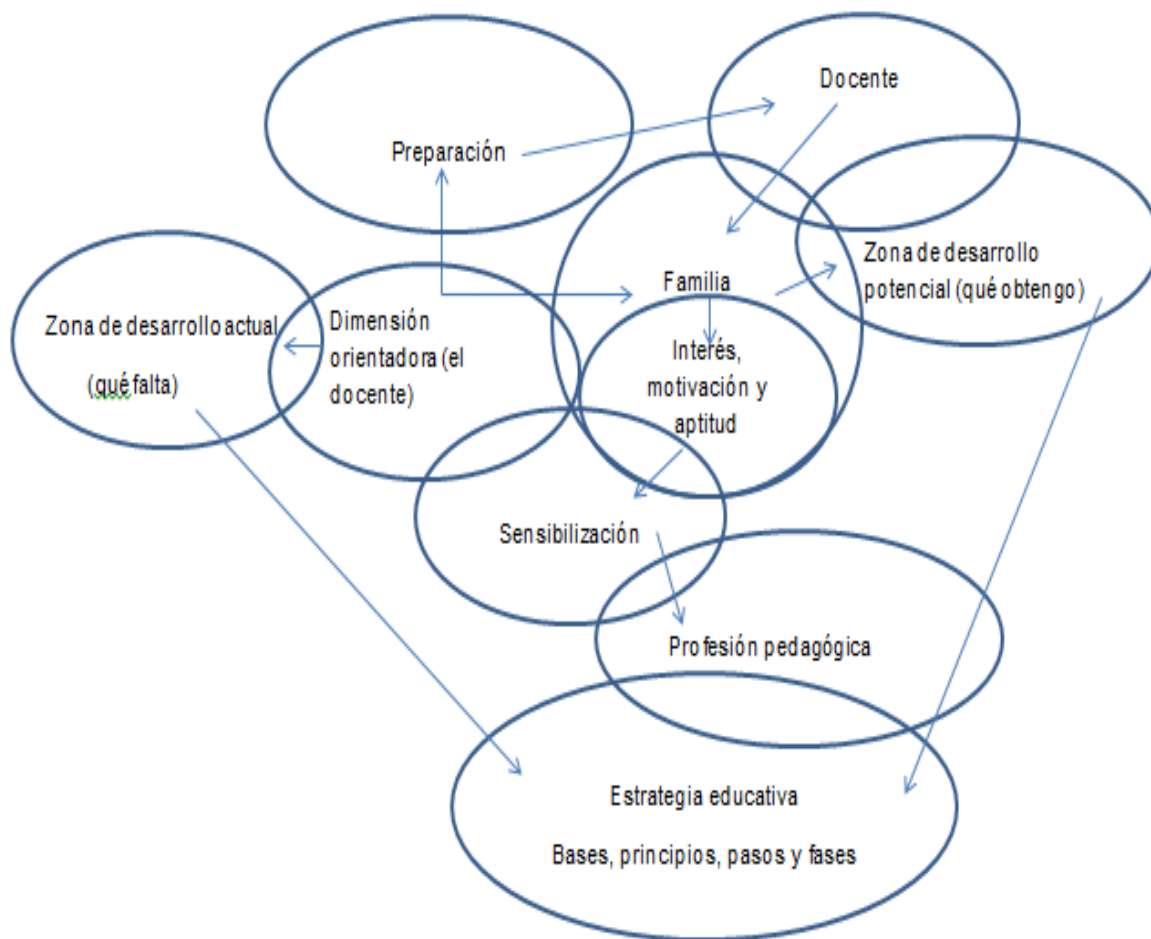 Docente
Preparación
Zona de desarrollo
potencial (qué obtengo)
Familia
Zona de desarrollo actual
(qué falta)
Dimensión
orientadora (el
docente)
Interés,
motivación y
aptitud
Sensibilización
Profesión pedagógica
Estrategia educativa
Bases, principios, pasos y fases